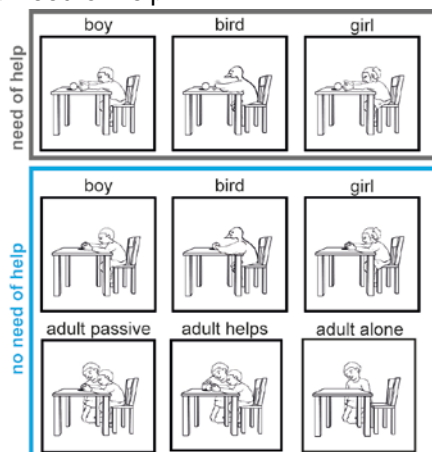 need of help
boy bird girl
no need of help
boy bird girl
adult passive adult helps adult alone